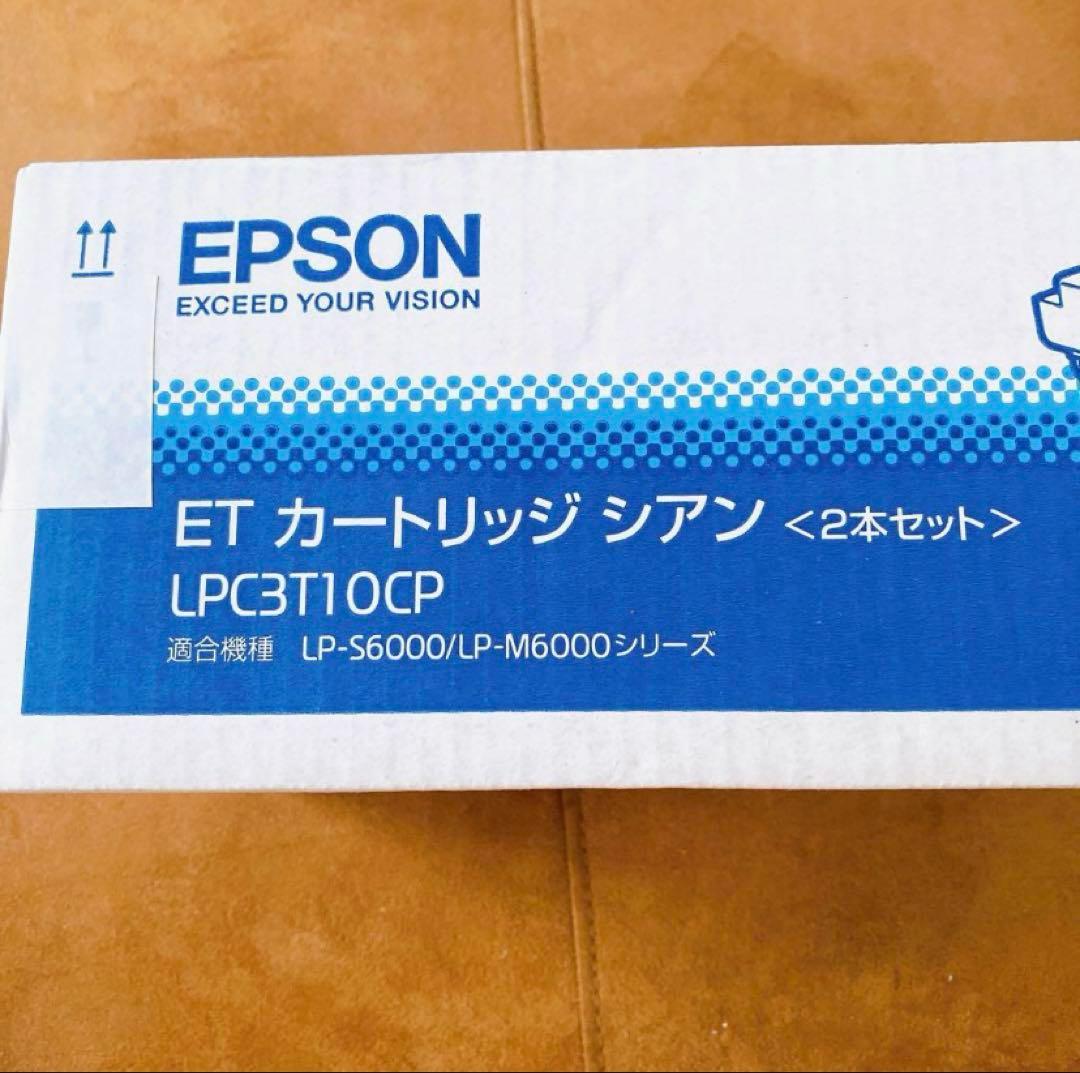 EPSON
EXCEED YOUR VISION
ET カートリッジ シアン <2本セット>
LPC3T10CP
適合機種 LP-S6000/LP-M6000シリーズ